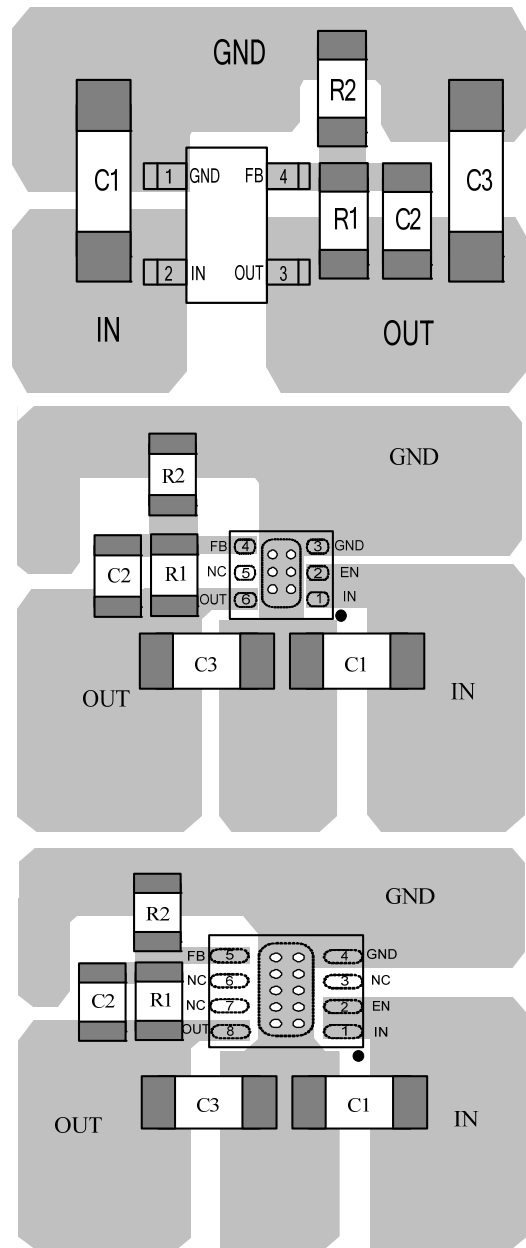 GND
R2
C1
1 GND FB 4
R1
C2
C3
2 IN OUT 3
IN
OUT
GND
R2
C2
R1
FB 4 3 GND
NC 5 2 EN
OUT 6 1 IN
C3
C1
OUT
IN
GND
R2
C2
R1
FB 5 4 GND
NC 6 3 NC
NC 7 2 EN
OUT 8 1 IN
C3
C1
OUT
IN